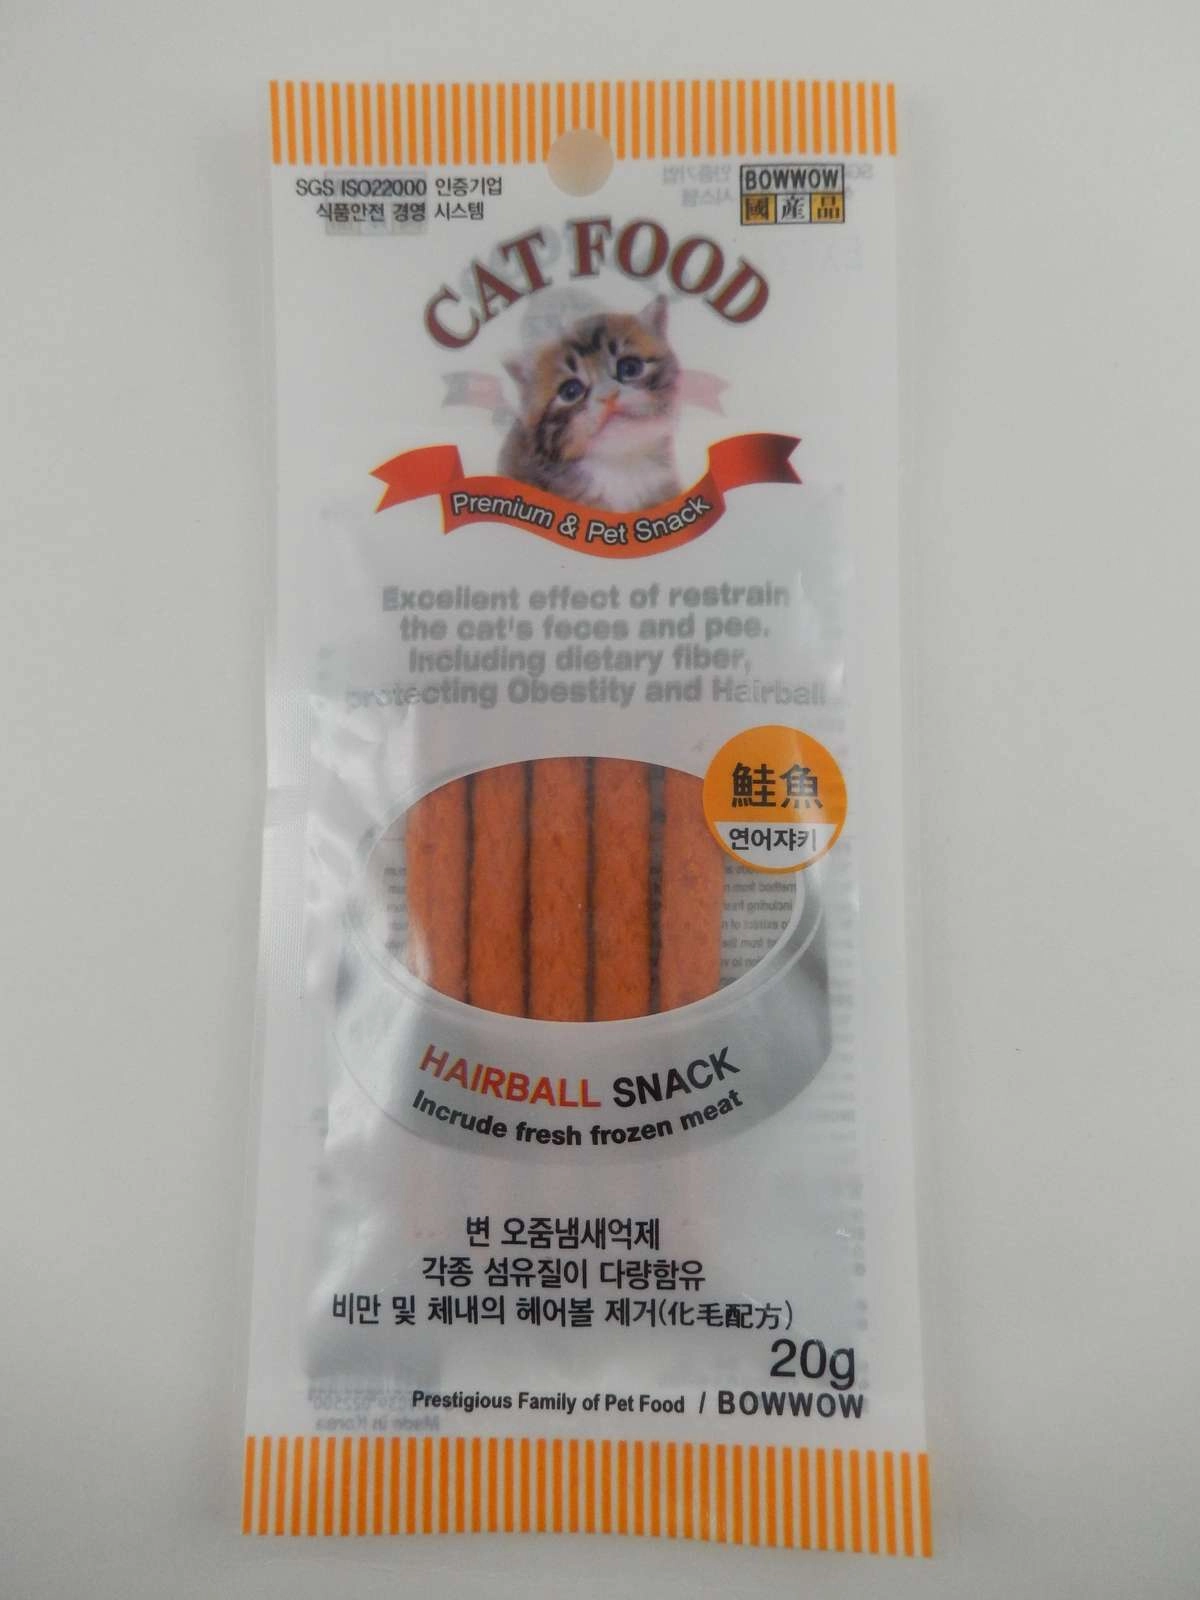 SGS ISO22000 인증기업
식품안전 경영 시스템
BOWWOW
國産品
CAT FOOD
Premium & Pet Snack
Excellent effect of restrain
the cat's feces and pee.
Including dietary fiber,
protecting Obestity and Hairball
鮭魚
연어쟈키
HAIRBALL SNACK
Incrude fresh frozen meat
변 오줌냄새억제
각종 섬유질이 다량함유
비만 및 체내의 헤어볼 제거(化毛配方)
20g
Prestigious Family of Pet Food / BOWWOW